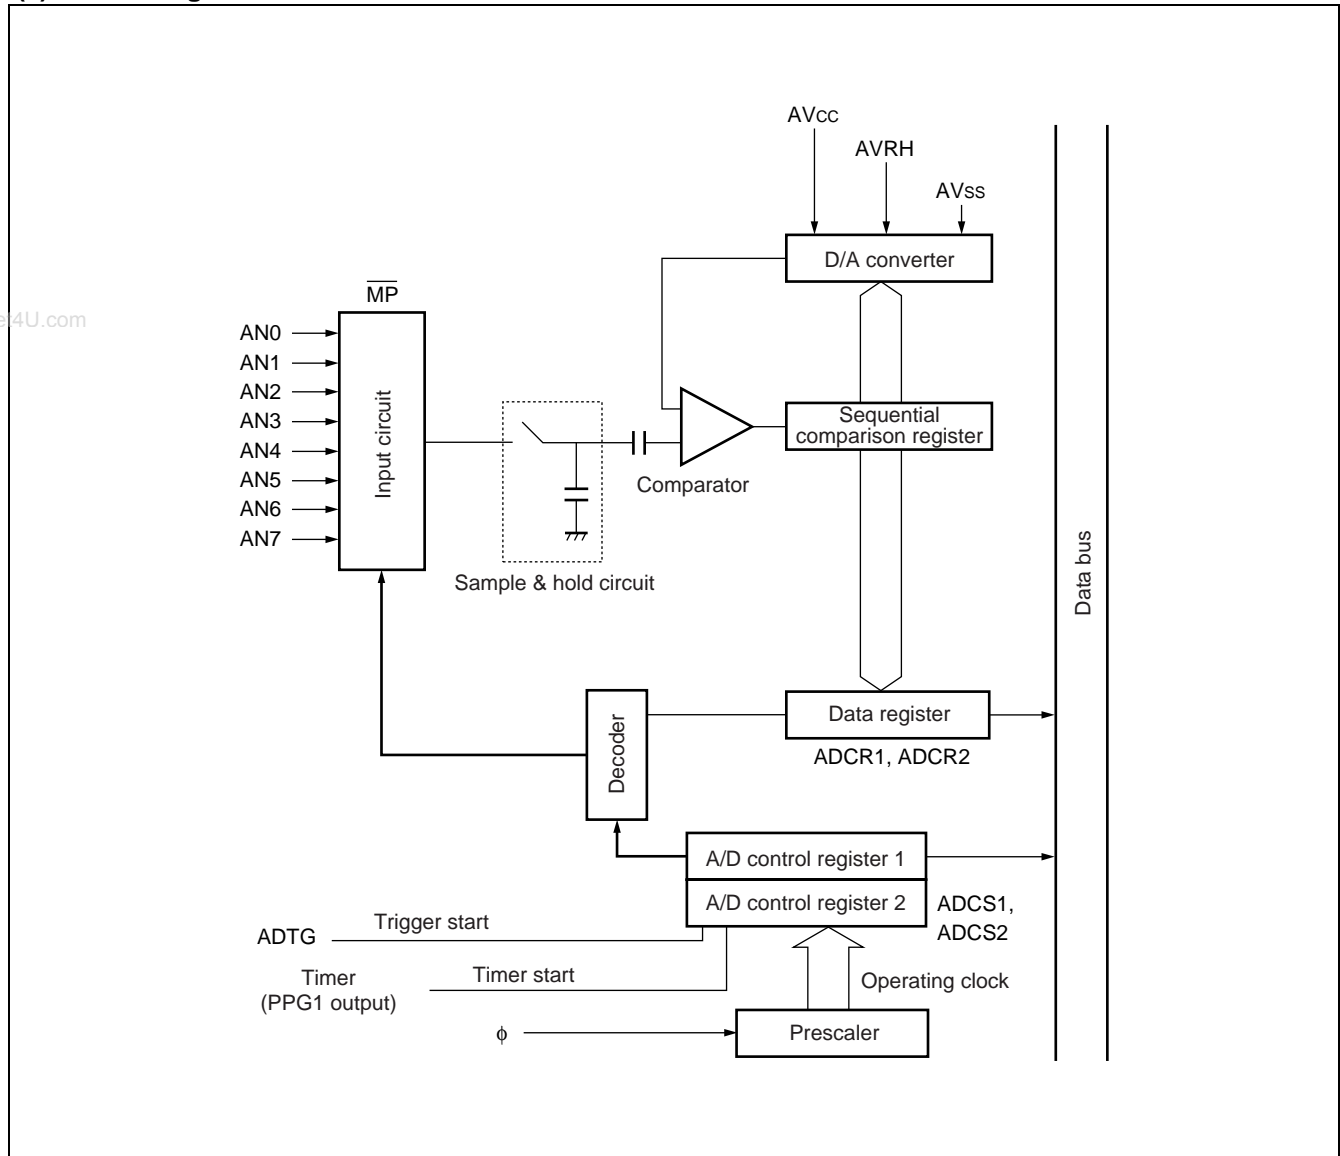 AVCC
AVRH
AVSS
D/A converter
MP
et4U.com
AN0
AN1
AN2
AN3
AN4
AN5
AN6
AN7
Input circuit
Sequential
comparison register
Comparator
Sample & hold circuit
Data bus
Decoder
Data register
ADCR1, ADCR2
A/D control register 1
A/D control register 2
ADCS1,
ADCS2
Trigger start
ADTG
Timer
(PPG1 output)
Timer start
Operating clock
ϕ
Prescaler